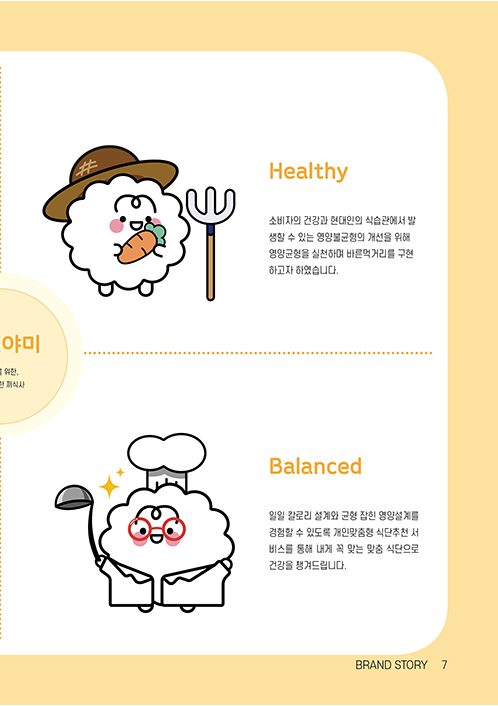 Healthy
소비자의 건강과 현대인의 식습관에서 발
생할 수 있는 영양불균형의 개선을 위해
영양균형을 실천하며 바른먹거리를 구현
하고자 하였습니다.
야미
위한,
한 끼식사
Balanced
일일 칼로리 설계와 균형 잡힌 영양설계를
경험할 수 있도록 개인맞춤형 식단추천 서
비스를 통해 내게 꼭 맞는 맞춤 식단으로
건강을 챙겨드립니다.
BRAND STORY 7